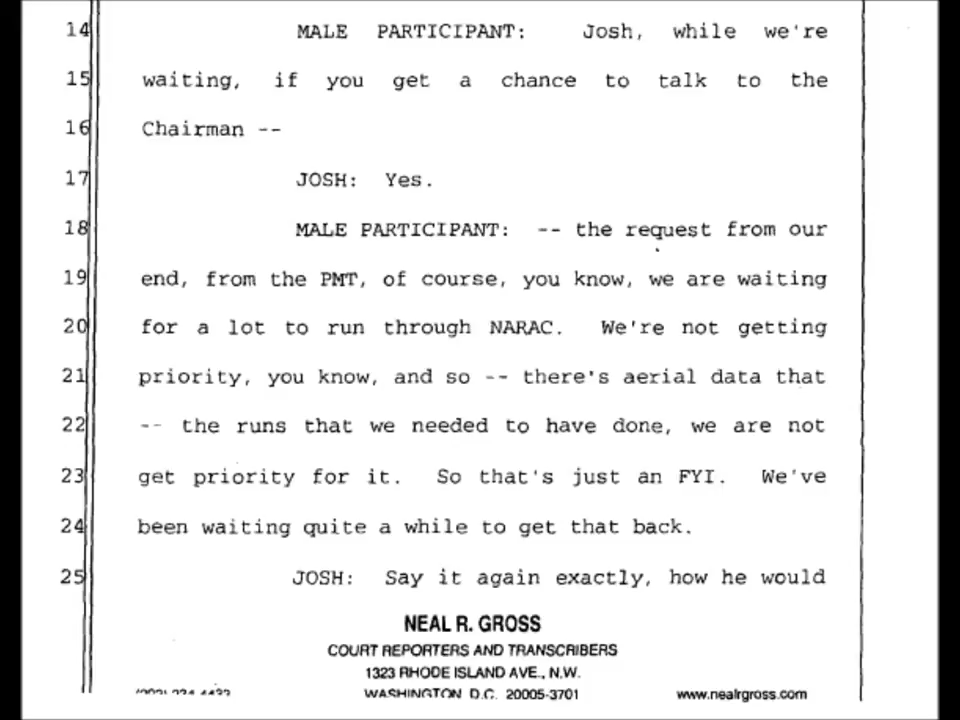 14 MALE PARTICIPANT: Josh, while we're
15 waiting, if you get a chance to talk to the
16 Chairman --
17 JOSH: Yes.
18 MALE PARTICIPANT: -- the request from our
19 end, from the PMT, of course, you know, we are waiting
20 for a lot to run through NARAC. We're not getting
21 priority, you know, and so -- there's aerial data that
22 -- the runs that we needed to have done, we are not
23 get priority for it. So that's just an FYI. We've
24 been waiting quite a while to get that back.
25 JOSH: Say it again exactly, how he would
NEAL R. GROSS
COURT REPORTERS AND TRANSCRIBERS
1323 RHODE ISLAND AVE., N.W.
WASHINGTON, D.C. 20005-3701 www.nealrgross.com